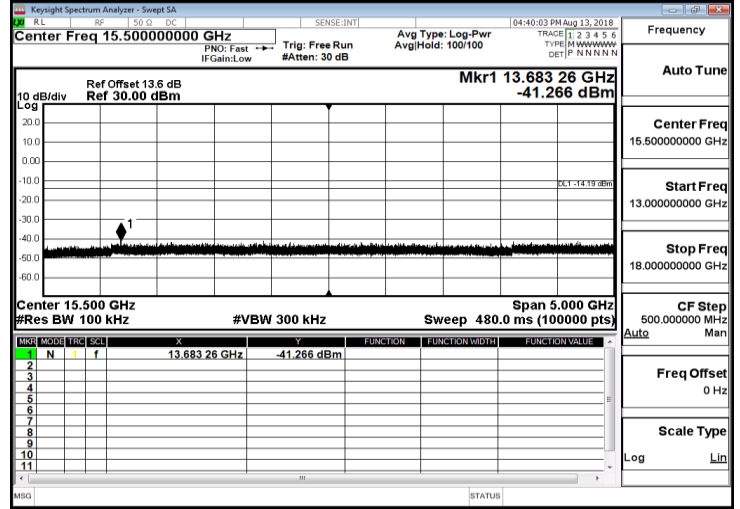 Keysight Spectrum Analyzer - Swept SA
LXI RL RF 50 Ω DC SENSE:INT 04:40:03 PM Aug 13, 2018
Center Freq 15.500000000 GHz
PNO: Fast
IFGain:Low
Trig: Free Run
#Atten: 30 dB
Avg Type: Log-Pwr
Avg|Hold: 100/100
TRACE 1 2 3 4 5 6
TYPE M W W W W W
DET P N N N N N
Ref Offset 13.6 dB
Ref 30.00 dBm
10 dB/div
Log
Mkr1 13.683 26 GHz
-41.266 dBm
20.0
10.0
0.00
-10.0
DL1 -14.19 dBm
-20.0
-30.0
1
-40.0
-50.0
-60.0
Center 15.500 GHz Span 5.000 GHz
#Res BW 100 kHz #VBW 300 kHz Sweep 480.0 ms (100000 pts)
MKR MODE TRC SCL X Y FUNCTION FUNCTION WIDTH FUNCTION VALUE
1 N 1 f 13.683 26 GHz -41.266 dBm
2
3
4
5
6
7
8
9
10
11
MSG STATUS
Frequency
Auto Tune
Center Freq
15.500000000 GHz
Start Freq
13.000000000 GHz
Stop Freq
18.000000000 GHz
CF Step
500.000000 MHz
Auto Man
Freq Offset
0 Hz
Scale Type
Log Lin